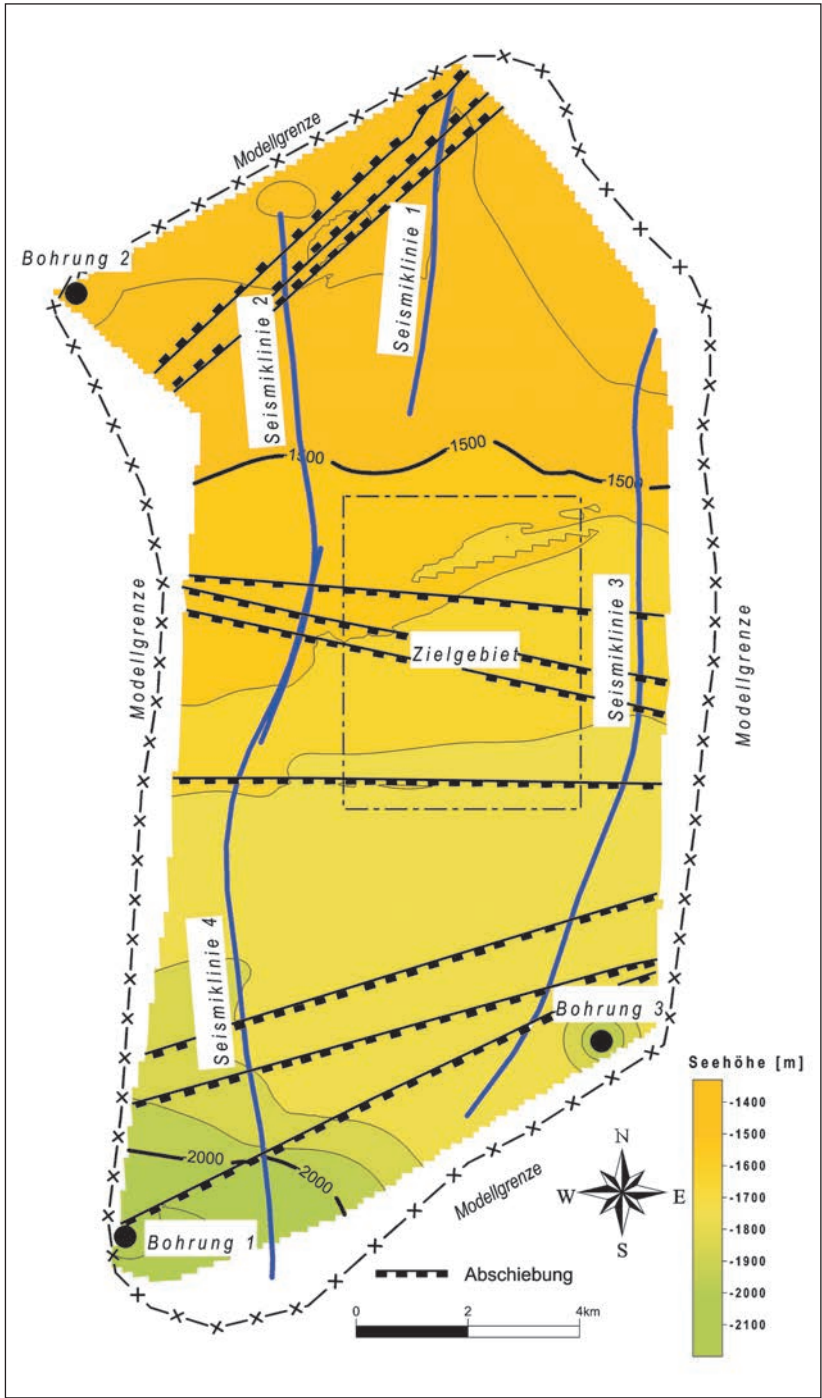 Modellgrenze
Bohrung 2
Seismiklinie 1
Seismiklinie 2
-1500
-1500
-1500
Modellgrenze
Zielgebiet
Seismiklinie 3
Modellgrenze
Seismiklinie 4
Bohrung 3
Seehöhe [m]
-1400
-1500
-1600
-1700
-1800
-1900
-2000
-2100
-2000
-2000
N
W E
S
Modellgrenze
Bohrung 1
Abschiebung
0 2 4km